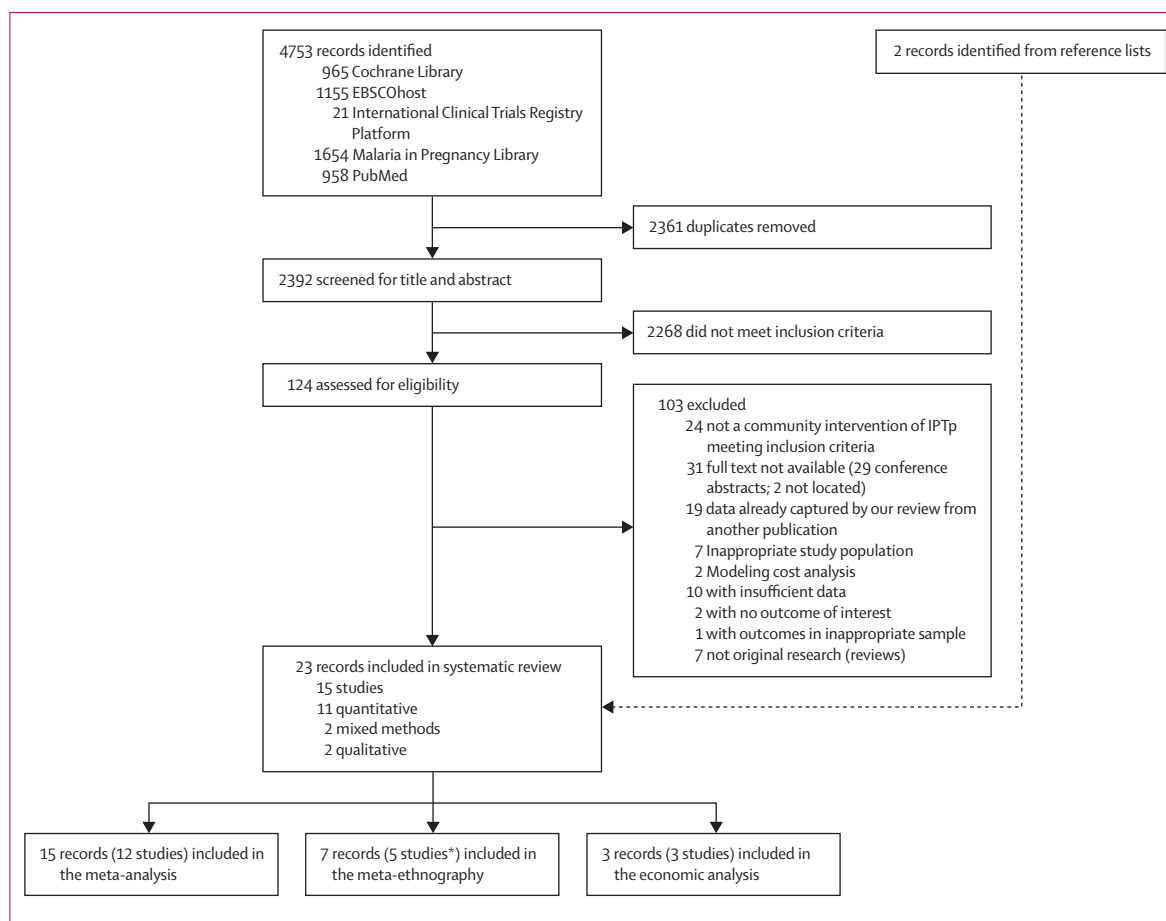 4753 records identified
965 Cochrane Library
1155 EBSCOhost
21 International Clinical Trials Registry
Platform
1654 Malaria in Pregnancy Library
958 PubMed
2 records identified from reference lists
2361 duplicates removed
2392 screened for title and abstract
2268 did not meet inclusion criteria
124 assessed for eligibility
103 excluded
24 not a community intervention of IPTp
meeting inclusion criteria
31 full text not available (29 conference
abstracts; 2 not located)
19 data already captured by our review from
another publication
7 Inappropriate study population
2 Modeling cost analysis
10 with insufficient data
2 with no outcome of interest
1 with outcomes in inappropriate sample
7 not original research (reviews)
23 records included in systematic review
15 studies
11 quantitative
2 mixed methods
2 qualitative
15 records (12 studies) included in
the meta-analysis
7 records (5 studies*) included in
the meta-ethnography
3 records (3 studies) included in
the economic analysis